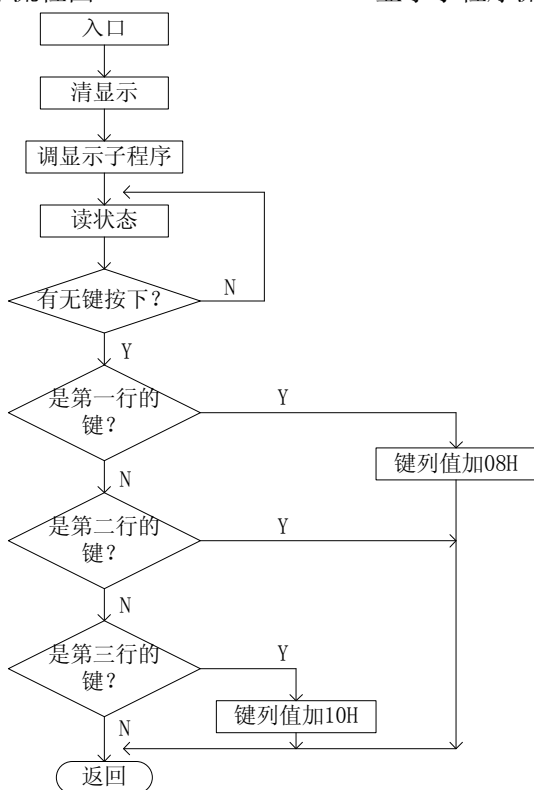 入口
清显示
调显示子程序
读状态
有无键按下？
N
Y
是第一行的
键？
Y
键列值加08H
N
是第二行的
键？
Y
N
是第三行的
键？
Y
键列值加10H
N
返回